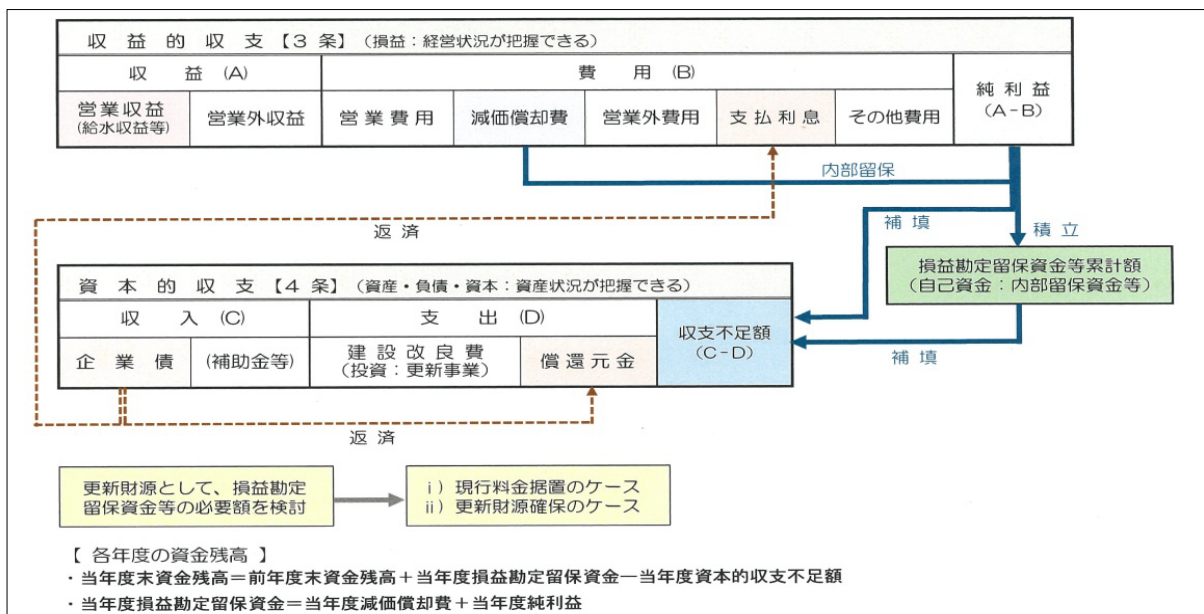 収益的収支【3条】(損益：経営状況が把握できる)
収益 (A)
費用 (B)
純利益
(A-B)
営業収益
(給水収益等)
営業外収益
営業費用
減価償却費
営業外費用
支払利息
その他費用
内部留保
返済
補填
積立
損益勘定留保資金等累計額
(自己資金：内部留保資金等)
資本的収支【4条】(資産・負債・資本：資産状況が把握できる)
収入 (C)
支出 (D)
収支不足額
(C-D)
企業債
(補助金等)
建設改良費
(投資：更新事業)
償還元金
補填
返済
更新財源として、損益勘定
留保資金等の必要額を検討
ⅰ) 現行料金据置のケース
ⅱ) 更新財源確保のケース
【 各年度の資金残高 】
・当年度末資金残高＝前年度末資金残高＋当年度損益勘定留保資金―当年度資本的収支不足額
・当年度損益勘定留保資金＝当年度減価償却費＋当年度純利益